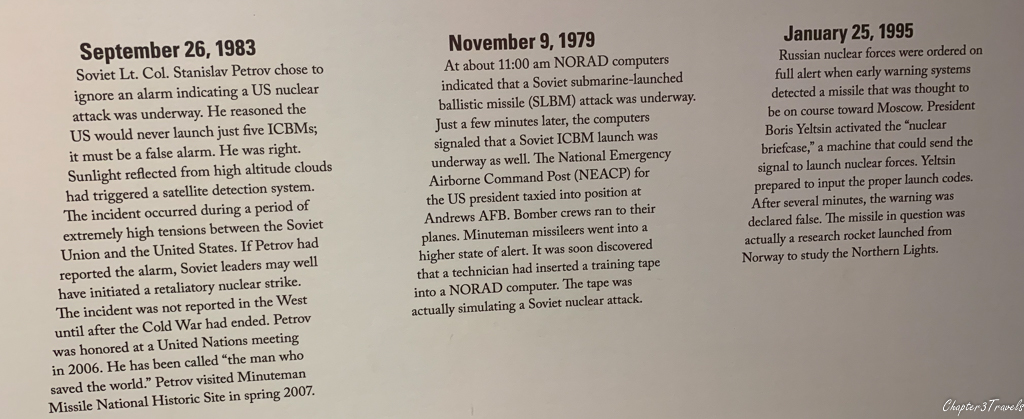 September 26, 1983
Soviet Lt. Col. Stanislav Petrov chose to
ignore an alarm indicating a US nuclear
attack was underway. He reasoned the
US would never launch just five ICBMs;
it must be a false alarm. He was right.
Sunlight reflected from high altitude clouds
had triggered a satellite detection system.
The incident occurred during a period of
extremely high tensions between the Soviet
Union and the United States. If Petrov had
reported the alarm, Soviet leaders may well
have initiated a retaliatory nuclear strike.
The incident was not reported in the West
until after the Cold War had ended. Petrov
was honored at a United Nations meeting
in 2006. He has been called “the man who
saved the world.” Petrov visited Minuteman
Missile National Historic Site in spring 2007.
November 9, 1979
At about 11:00 am NORAD computers
indicated that a Soviet submarine-launched
ballistic missile (SLBM) attack was underway.
Just a few minutes later, the computers
signaled that a Soviet ICBM launch was
underway as well. The National Emergency
Airborne Command Post (NEACP) for
the US president taxied into position at
Andrews AFB. Bomber crews ran to their
planes. Minuteman missileers went into a
higher state of alert. It was soon discovered
that a technician had inserted a training tape
into a NORAD computer. The tape was
actually simulating a Soviet nuclear attack.
January 25, 1995
Russian nuclear forces were ordered on
full alert when early warning systems
detected a missile that was thought to
be on course toward Moscow. President
Boris Yeltsin activated the “nuclear
briefcase,” a machine that could send the
signal to launch nuclear forces. Yeltsin
prepared to input the proper launch codes.
After several minutes, the warning was
declared false. The missile in question was
actually a research rocket launched from
Norway to study the Northern Lights.
Chapter3Travels